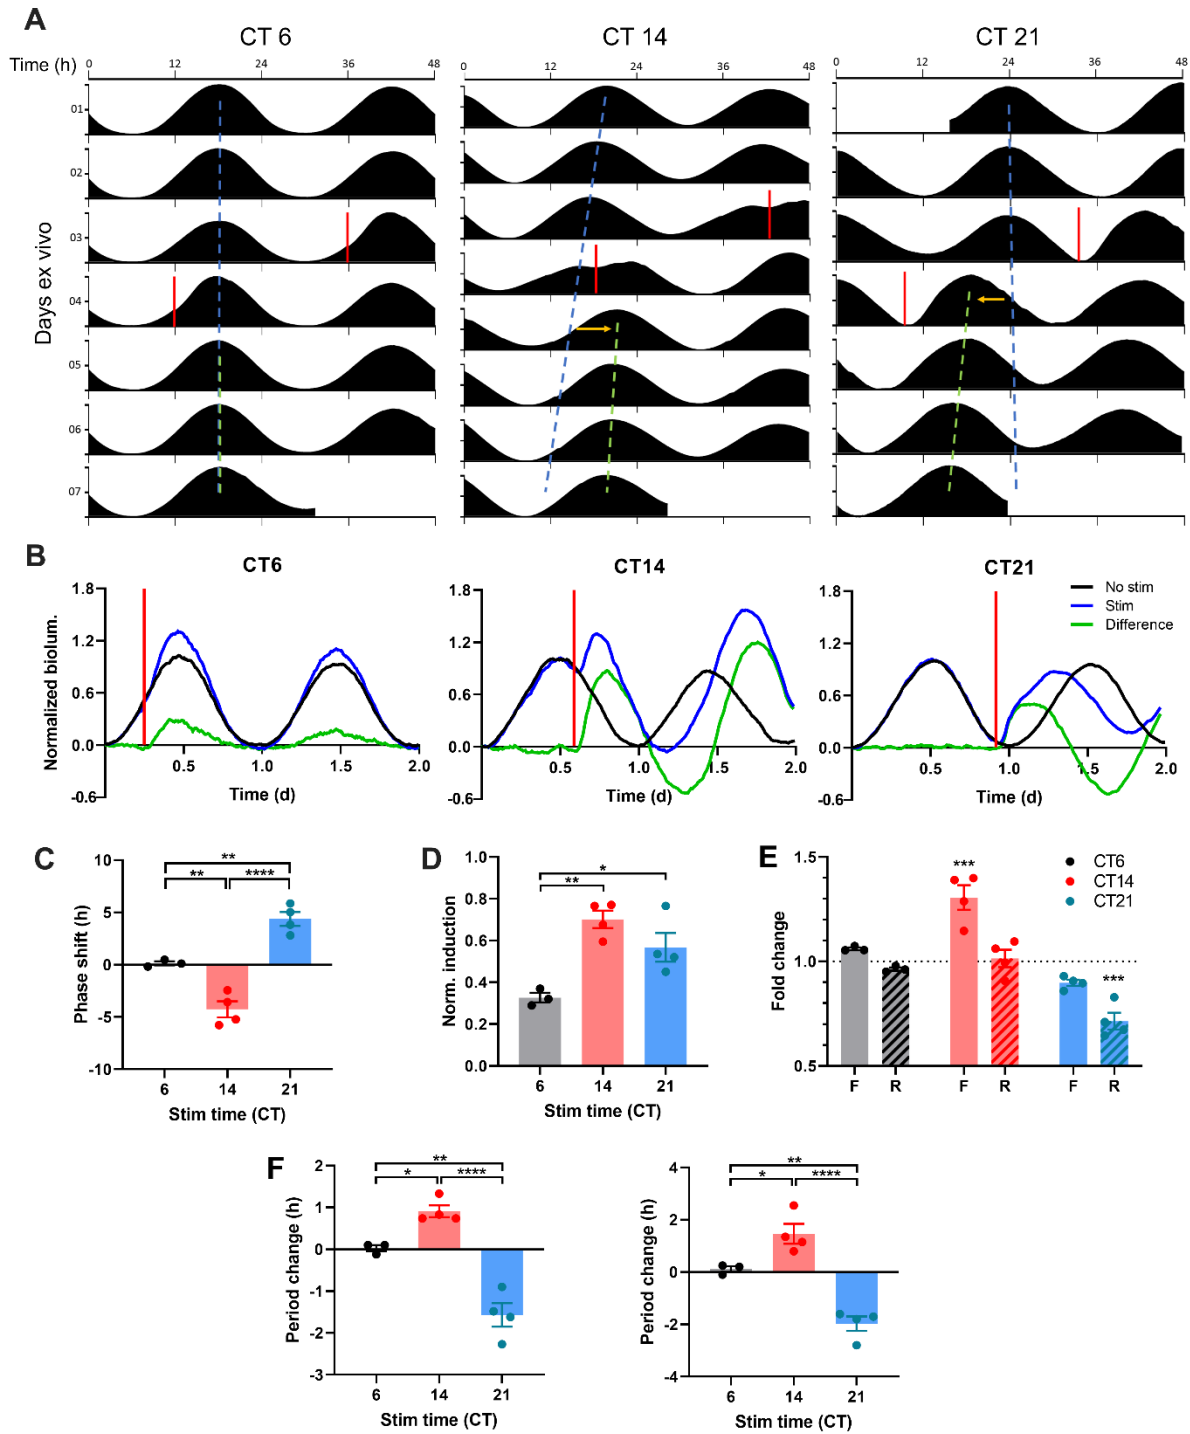 A
CT 6
CT 14
CT 21
Time (h)
0 12 24 36 48
12 24 36 48
0 12 24 36 48
Days ex vivo
01
02
03
04
05
06
07
B
CT6
CT14
CT21
No stim
Stim
Difference
Normalized biolum.
1.8
1.2
0.6
0.0
-0.6
0.5 1.0 1.5 2.0
Time (d)
1.8
1.2
0.6
0.0
-0.6
0.5 1.0 1.5 2.0
Time (d)
1.8
1.2
0.6
0.0
-0.6
0.5 1.0 1.5 2.0
Time (d)
C
Phase shift (h)
10
5
0
-5
-10
**
** ****
6 14 21
Stim time (CT)
D
Norm. induction
1.0
0.8
0.6
0.4
0.2
0.0
*
**
6 14 21
Stim time (CT)
E
Fold change
1.5
1.0
0.5
***
***
CT6
CT14
CT21
F R F R F R
F
Period change (h)
2
1
0
-1
-2
-3
**
* ****
6 14 21
Stim time (CT)
Period change (h)
4
2
0
-2
-4
**
* ****
6 14 21
Stim time (CT)